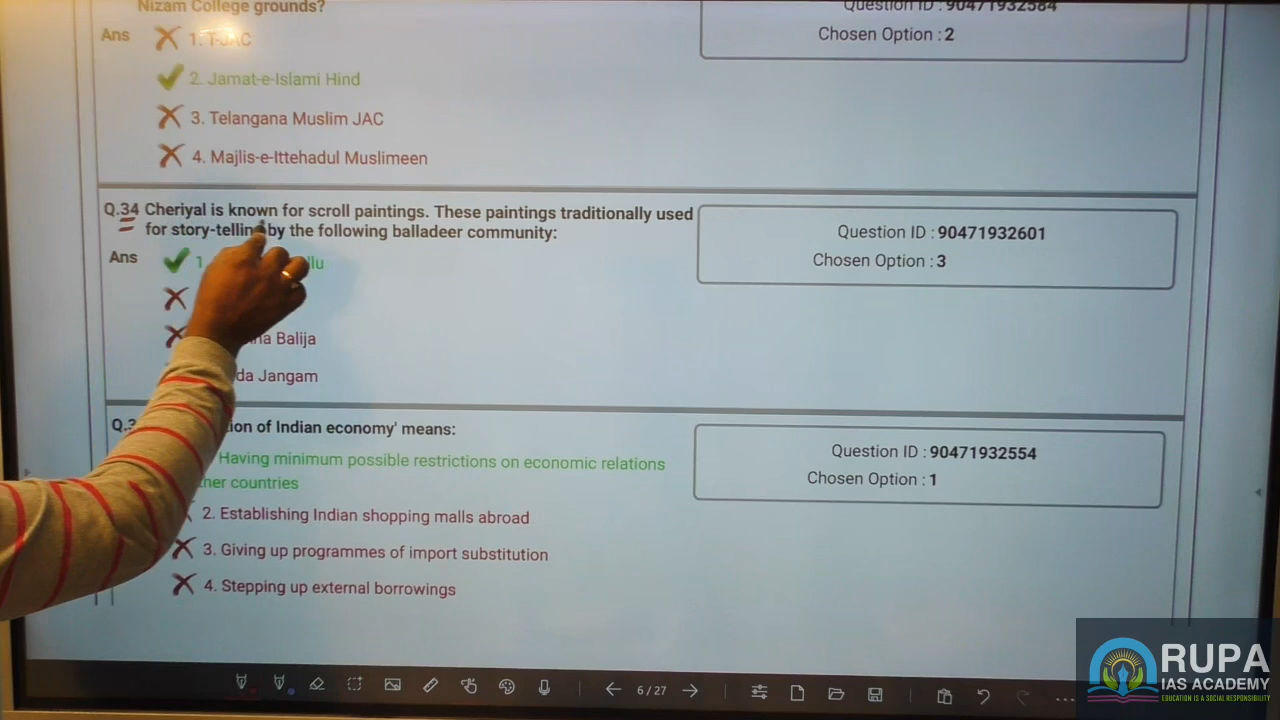 Nizam College grounds?
Question ID : 90471932584
Chosen Option : 2
Ans
1. T-JAC
2. Jamat-e-Islami Hind
3. Telangana Muslim JAC
4. Majlis-e-Ittehadul Muslimeen
Q.34 Cheriyal is known for scroll paintings. These paintings traditionally used
for story-telling by the following balladeer community:
Question ID : 90471932601
Chosen Option : 3
Ans
1
Balija
Jangam
of Indian economy' means:
Question ID : 90471932554
Chosen Option : 1
Having minimum possible restrictions on economic relations
countries
2. Establishing Indian shopping malls abroad
3. Giving up programmes of import substitution
4. Stepping up external borrowings
6 / 27
RUPA
IAS ACADEMY
EDUCATION IS A SOCIAL RESPONSIBILITY